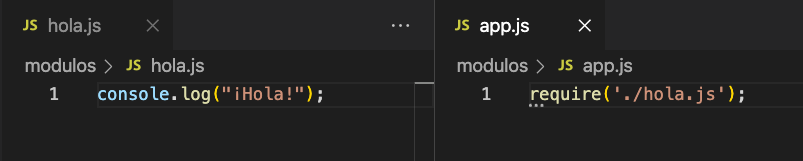 JS hola.js × ...
modulos > JS hola.js
1 console.log("¡Hola!");
JS app.js ×
modulos > JS app.js
1 require('./hola.js');